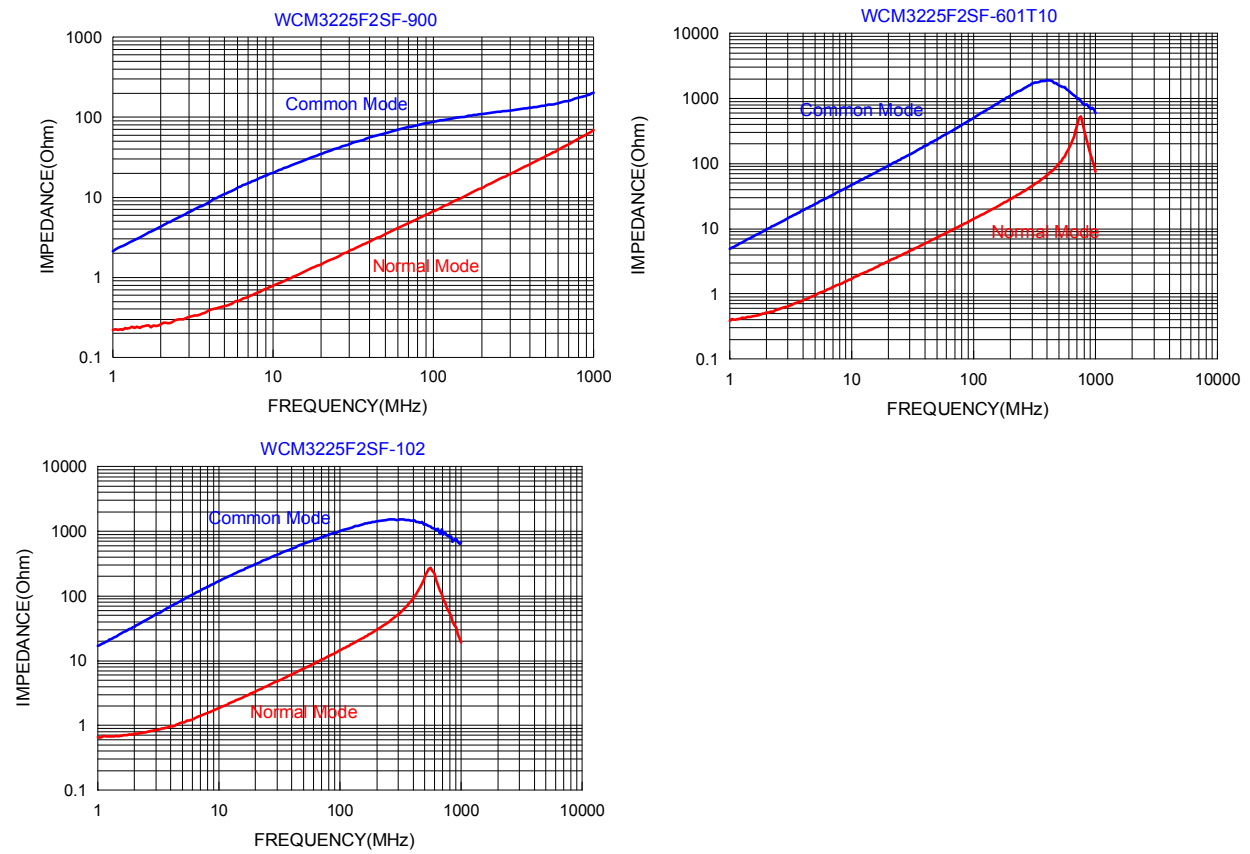 WCM3225F2SF-900
1000
100
10
1
0.1
IMPEDANCE(Ohm)
Common Mode
Normal Mode
1 10 100 1000
FREQUENCY(MHz)
WCM3225F2SF-601T10
10000
1000
100
10
1
0.1
IMPEDANCE(Ohm)
Common Mode
Normal Mode
1 10 100 1000 10000
FREQUENCY(MHz)
WCM3225F2SF-102
10000
1000
100
10
1
0.1
IMPEDANCE(Ohm)
Common Mode
Normal Mode
1 10 100 1000 10000
FREQUENCY(MHz)